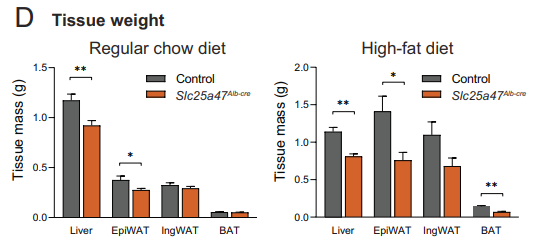 D Tissue weight
Regular chow diet
Tissue mass (g)
1.5
1.0
0.5
0.0
**
*
Control
Slc25a47Alb-cre
Liver EpiWAT IngWAT BAT
High-fat diet
Tissue mass (g)
2.0
1.5
1.0
0.5
0.0
**
*
**
Control
Slc25a47Alb-cre
Liver EpiWAT IngWAT BAT